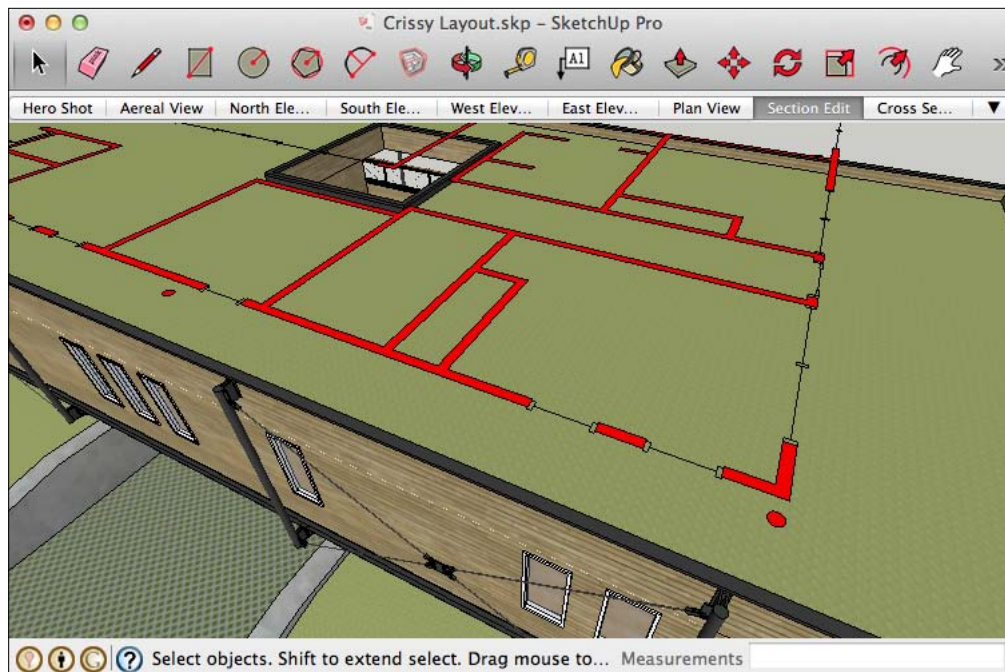 Crissy Layout.skp – SketchUp Pro
A1
Hero Shot Aereal View North Ele... South Ele... West Elev... East Elev... Plan View Section Edit Cross Se...
Select objects. Shift to extend select. Drag mouse to... Measurements